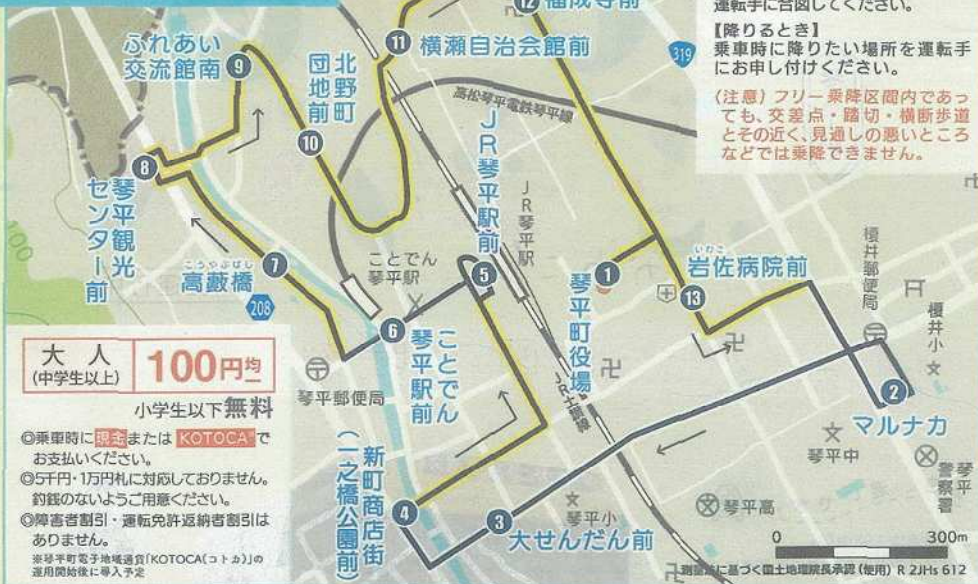 運転手に合図してください。
【降りるとき】
乗車時に降りたい場所を運転手
にお申し付けください。
(注意) フリー乗降区間内であっ
ても、交差点・踏切・横断歩道
とその近く、見通しの悪いところ
などでは乗降できません。
12
福成寺前
319
11
横瀬自治会館前
ふれあい
交流館南
9
北野町
団地前
10
高松琴平電鉄琴平線
JR琴平駅前
5
JR琴平駅
8
琴平観光
センター前
こうやぶばし
高藪橋
7
208
ことでん
琴平駅
6
ことでん
琴平駅前
1
琴平町役場
いわさ
岩佐病院前
13
榎井郵便局
榎井小
2
マルナカ
JR土讃線
琴平郵便局
大人
(中学生以上)
100円均一
小学生以下無料
◎乗車時に現金またはKOTOCA※で
お支払いください。
◎5千円・1万円札に対応しておりません。
釣銭のないようご用意ください。
◎障害者割引・運転免許返納者割引は
ありません。
※琴平町電子地域通貨「KOTOCA(コトカ)」の
運用開始後に導入予定
新町商店街
(一之橋公園前)
4
3
大せんだん前
琴平小
琴平高
琴平中
琴平
警察署
0
300m
測量法に基づく国土地理院長承認(使用) R 2JHs 612
100